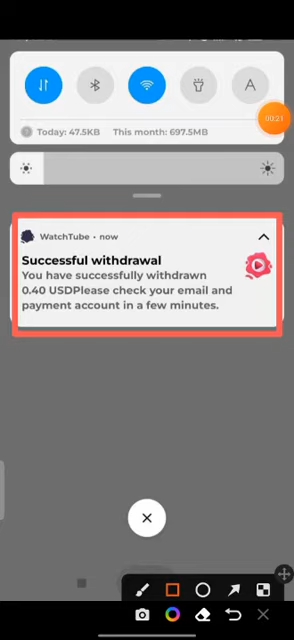 A
Today: 47.5KB This month: 697.5MB
00:21
WatchTube • now
Successful withdrawal
You have successfully withdrawn
0.40 USDPlease check your email and
payment account in a few minutes.